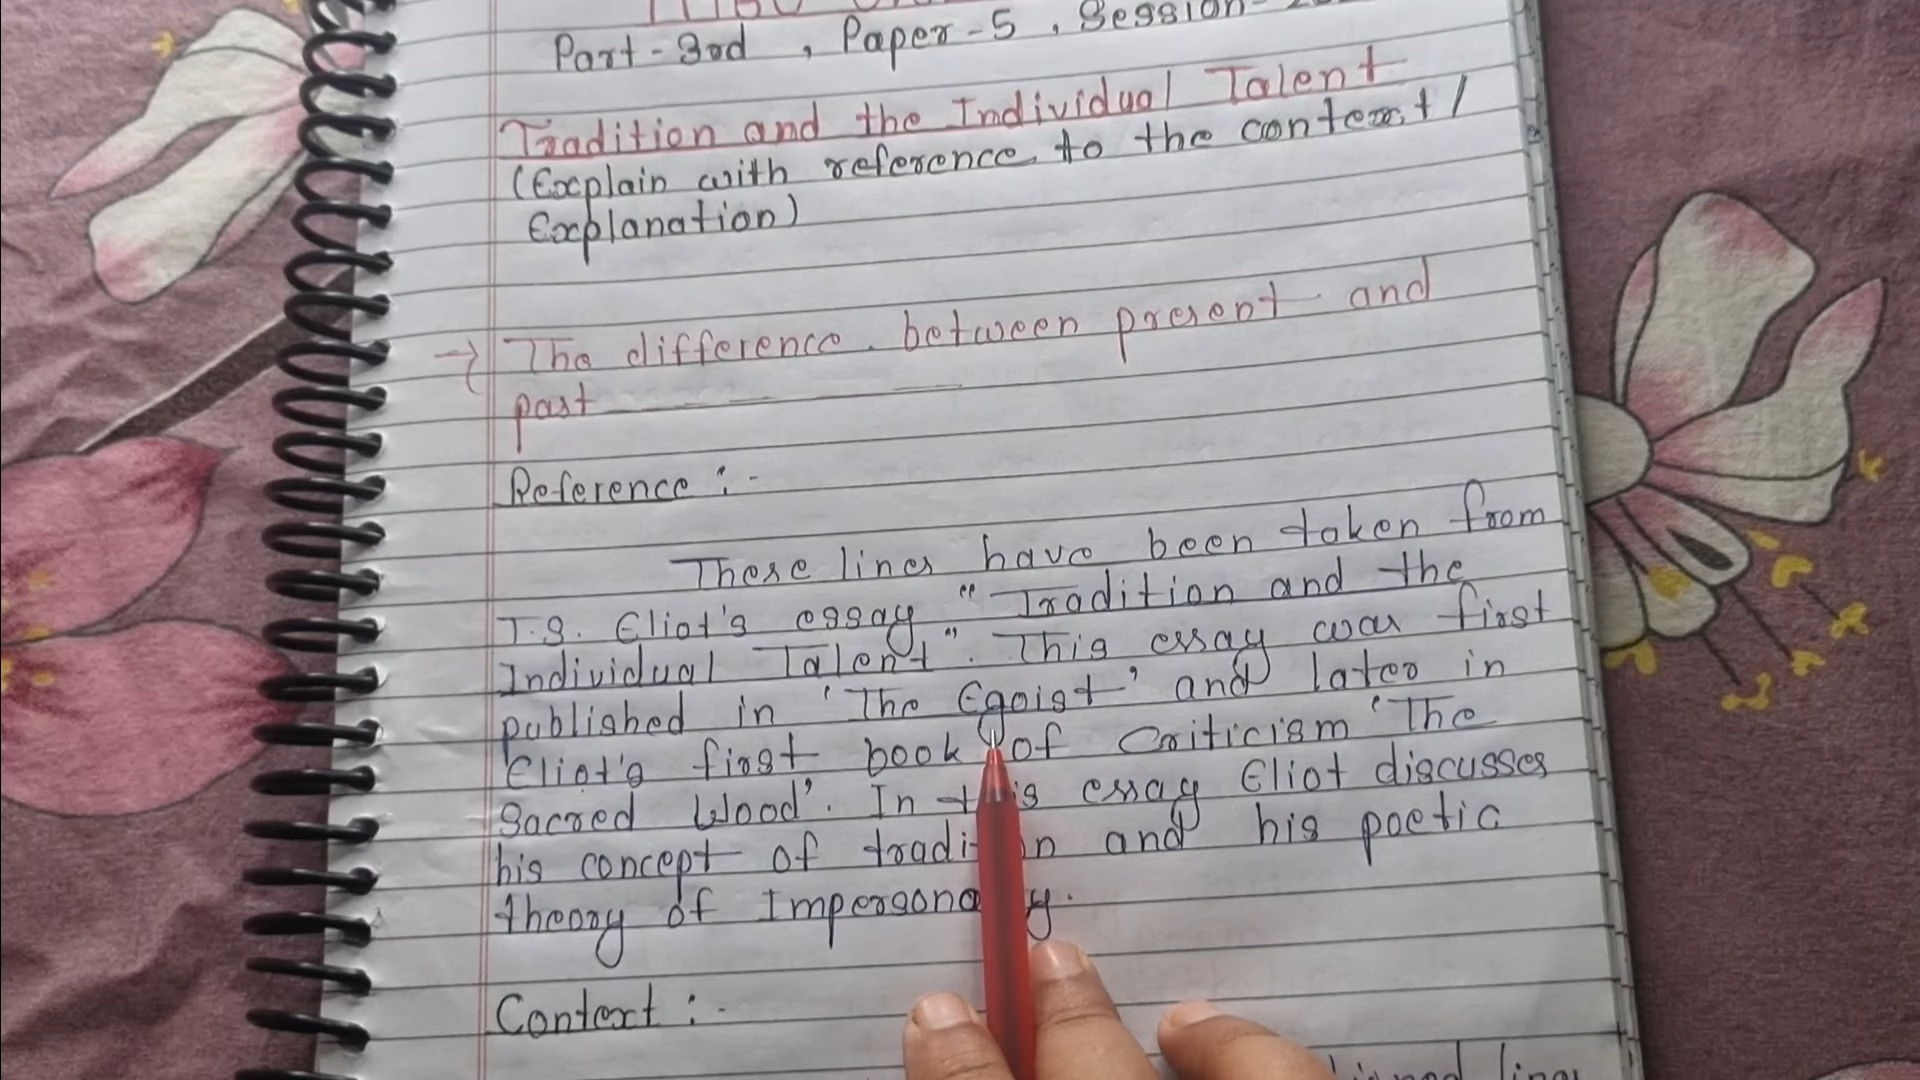 Part-3rd , Paper-5 , Session-
Tradition and the Individual Talent
(Explain with reference to the context /
Explanation)
→ The difference between present and
past
Reference :-
These lines have been taken from
T.S. Eliot's essay "Tradition and the
Individual Talent". This essay was first
published in 'The Egoist' and later in
Eliot's first book of Criticism 'The
Sacred Wood'. In this essay Eliot discusses
his concept of tradition and his poetic
theory of
Context :-